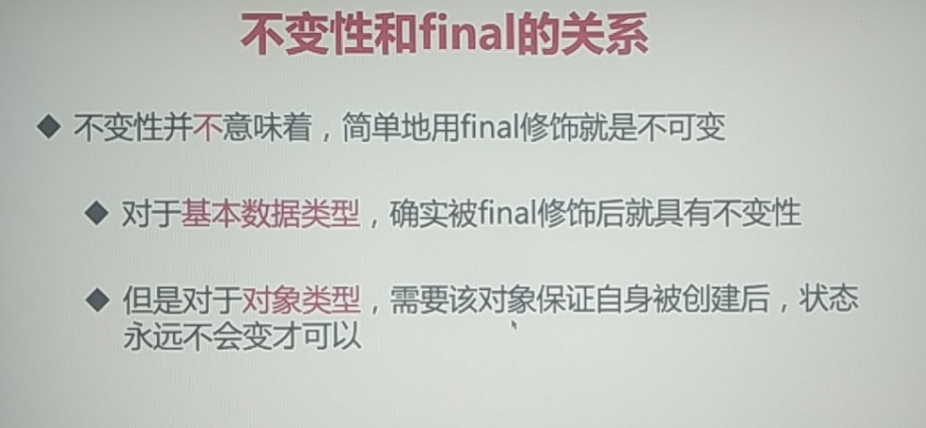 不变性和final的关系
◆ 不变性并不意味着，简单地用final修饰就是不可变
◆ 对于基本数据类型，确实被final修饰后就具有不变性
◆ 但是对于对象类型，需要该对象保证自身被创建后，状态
永远不会变才可以